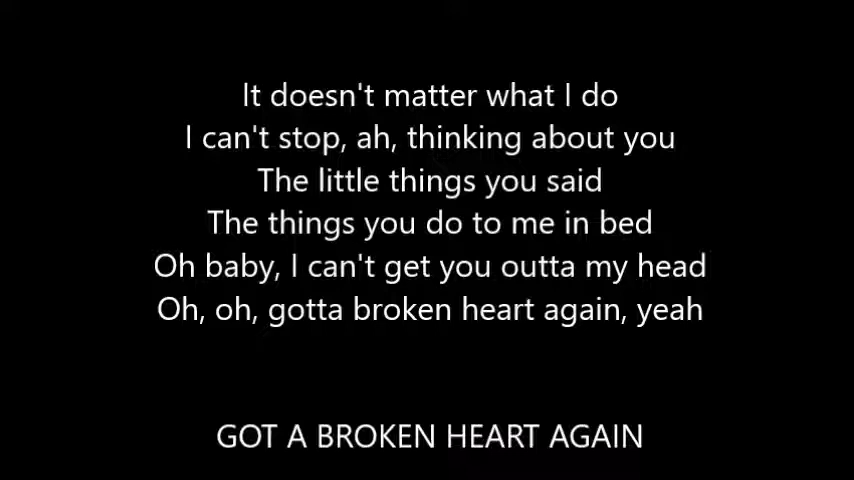 It doesn't matter what I do
I can't stop, ah, thinking about you
The little things you said
The things you do to me in bed
Oh baby, I can't get you outta my head
Oh, oh, gotta broken heart again, yeah
GOT A BROKEN HEART AGAIN